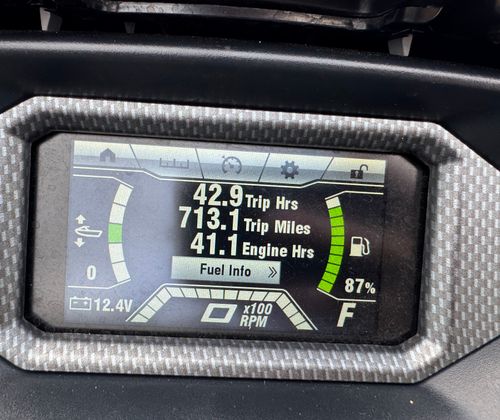 42.9 Trip Hrs
713.1 Trip Miles
41.1 Engine Hrs
Fuel Info »
0
87%
12.4V
0 x100
RPM
F